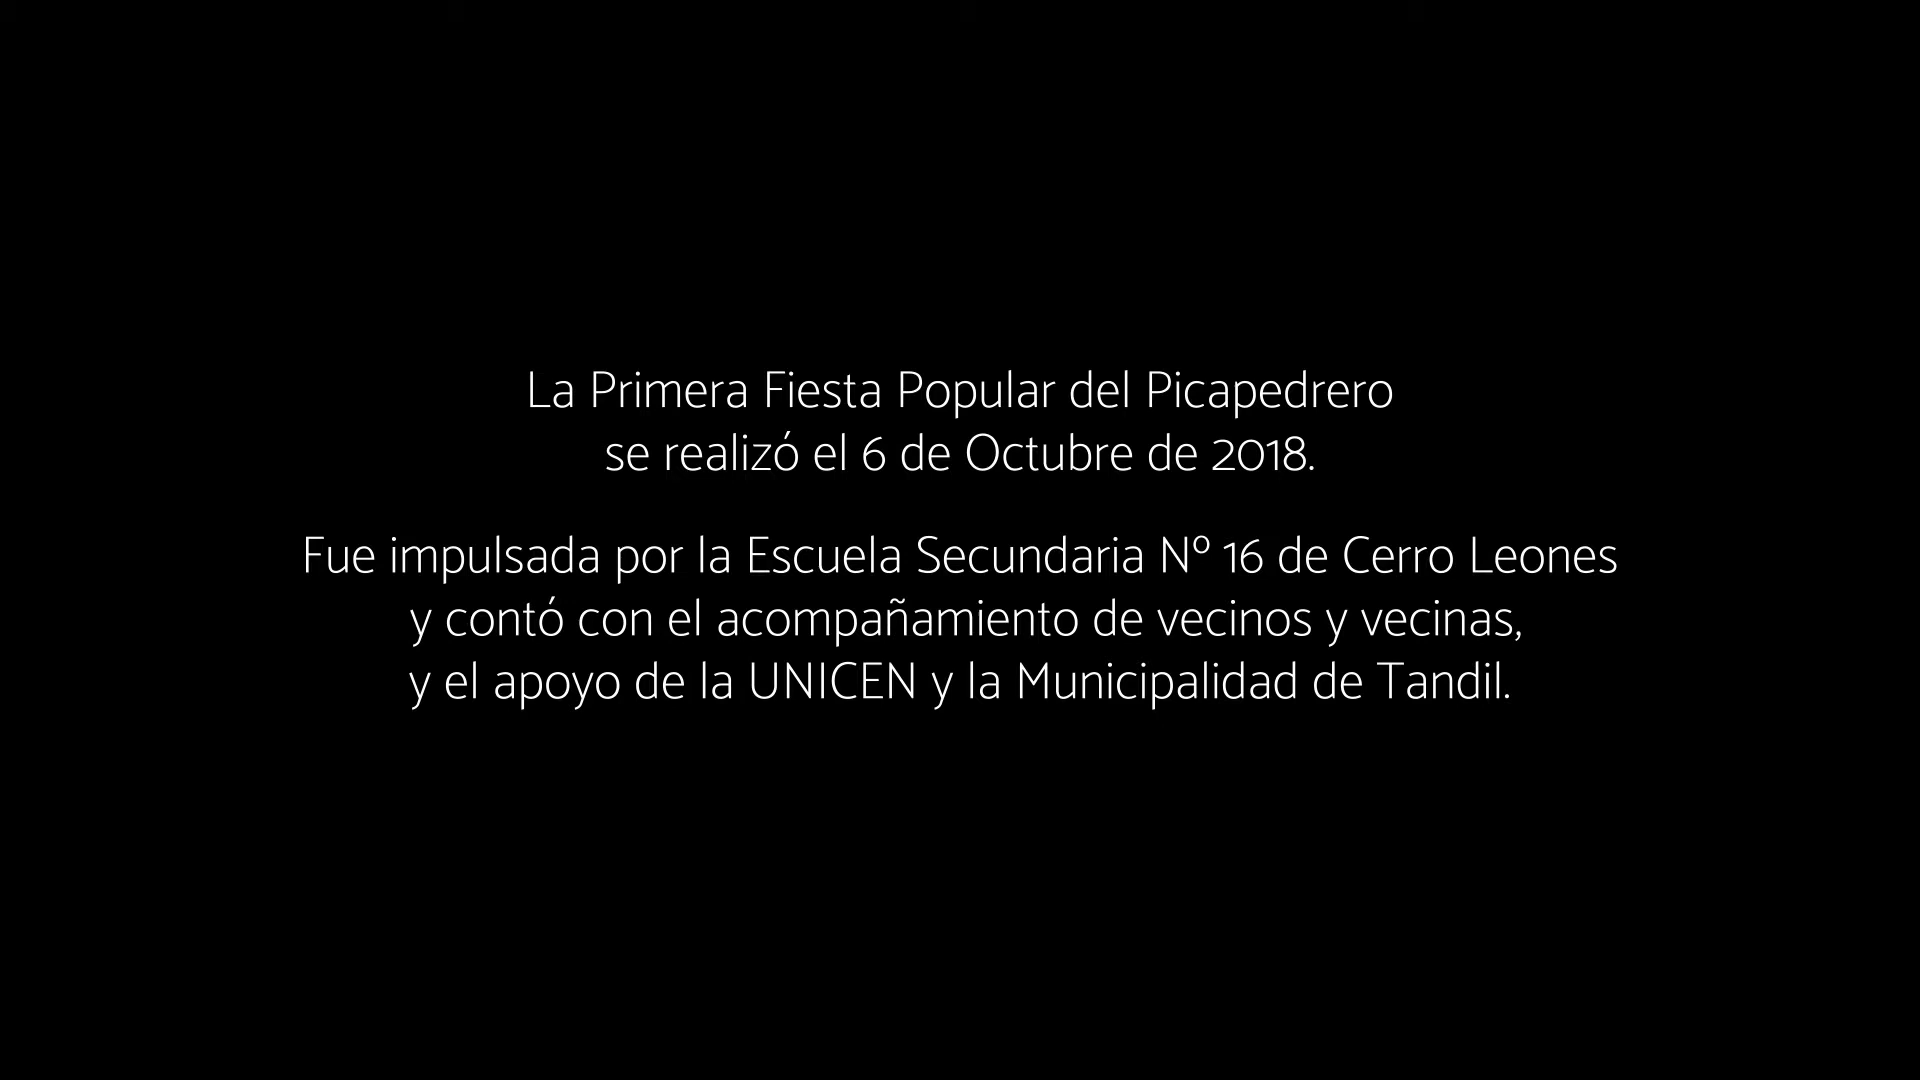 La Primera Fiesta Popular del Picapedrero
se realizó el 6 de Octubre de 2018.
Fue impulsada por la Escuela Secundaria Nº 16 de Cerro Leones
y contó con el acompañamiento de vecinos y vecinas,
y el apoyo de la UNICEN y la Municipalidad de Tandil.